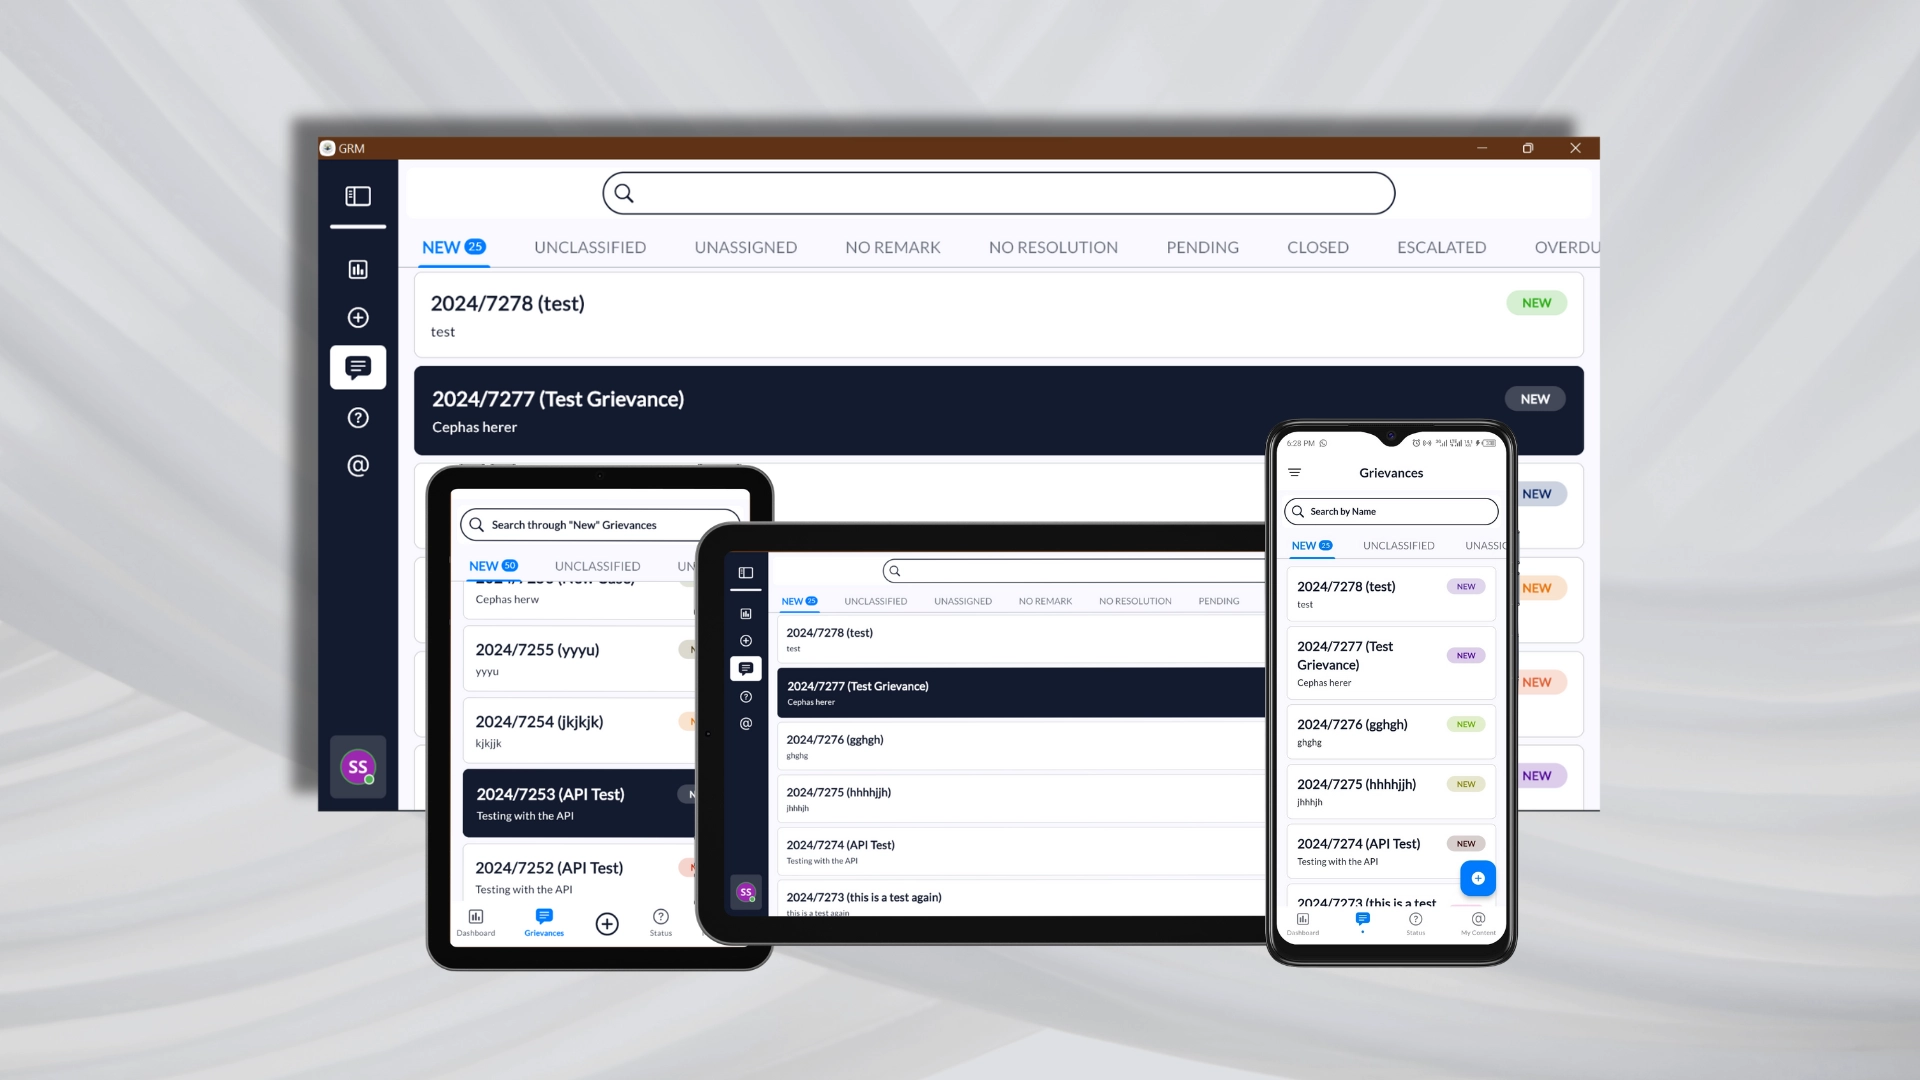 GRM
NEW 25 UNCLASSIFIED UNASSIGNED NO REMARK NO RESOLUTION PENDING CLOSED ESCALATED OVERDU
2024/7278 (test) NEW
test
2024/7277 (Test Grievance) NEW
Cephas herer
NEW
NEW
NEW
NEW
SS
Search through "New" Grievances
NEW 50 UNCLASSIFIED UN
Cephas herw
2024/7255 (yyyu) N
yyyu
2024/7254 (jkjkjk) N
kjkjjk
2024/7253 (API Test) N
Testing with the API
2024/7252 (API Test) N
Testing with the API
Dashboard Grievances Status
NEW 25 UNCLASSIFIED UNASSIGNED NO REMARK NO RESOLUTION PENDING
2024/7278 (test)
test
2024/7277 (Test Grievance)
Cephas herer
2024/7276 (gghgh)
ghghg
2024/7275 (hhhhjjh)
jhhhjh
2024/7274 (API Test)
Testing with the API
2024/7273 (this is a test again)
this is a test again
SS
6:28 PM
Grievances
Search by Name
NEW 25 UNCLASSIFIED UNASSIG
2024/7278 (test) NEW
test
2024/7277 (Test
Grievance) NEW
Cephas herer
2024/7276 (gghgh) NEW
ghghg
2024/7275 (hhhhjjh) NEW
jhhhjh
2024/7274 (API Test) NEW
Testing with the API
2024/7273 (this is a test
Dashboard Status My Content